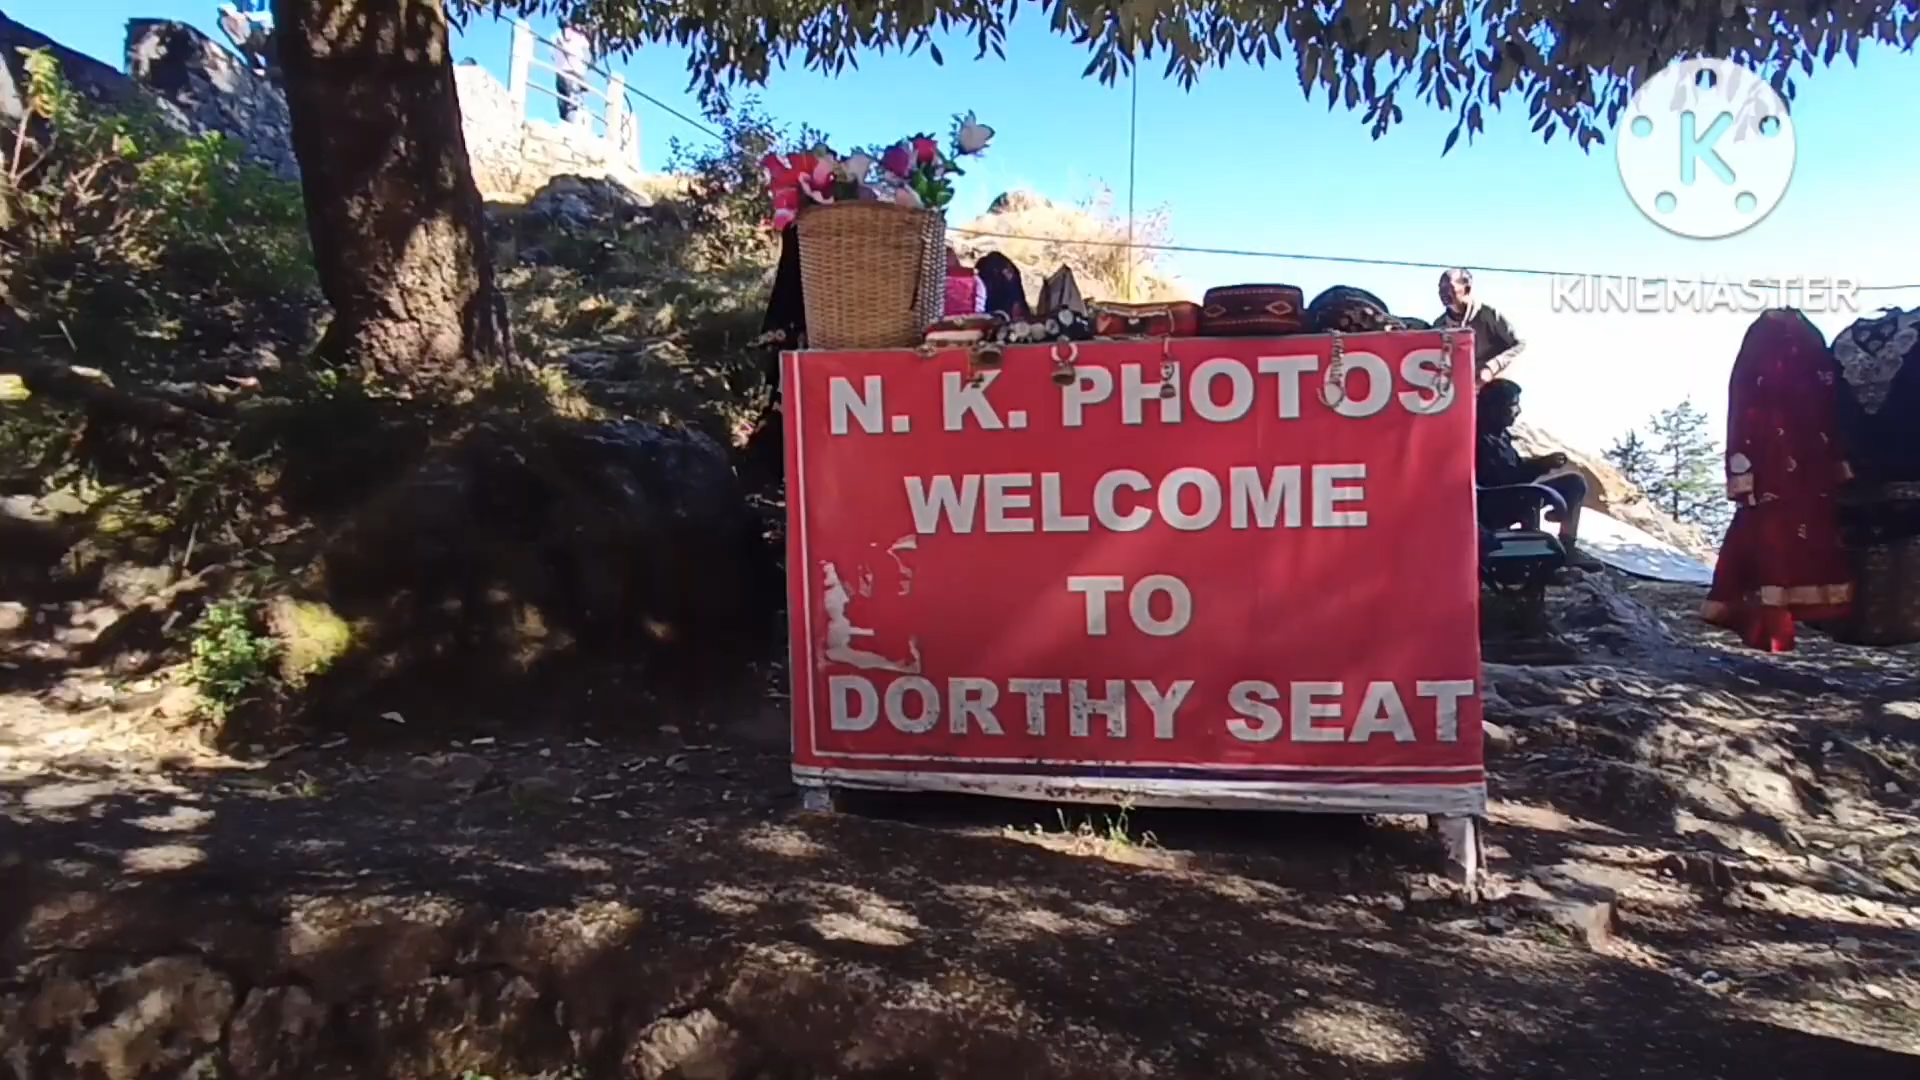 K
KINEMASTER
N. K. PHOTOS
WELCOME
TO
DORTHY SEAT